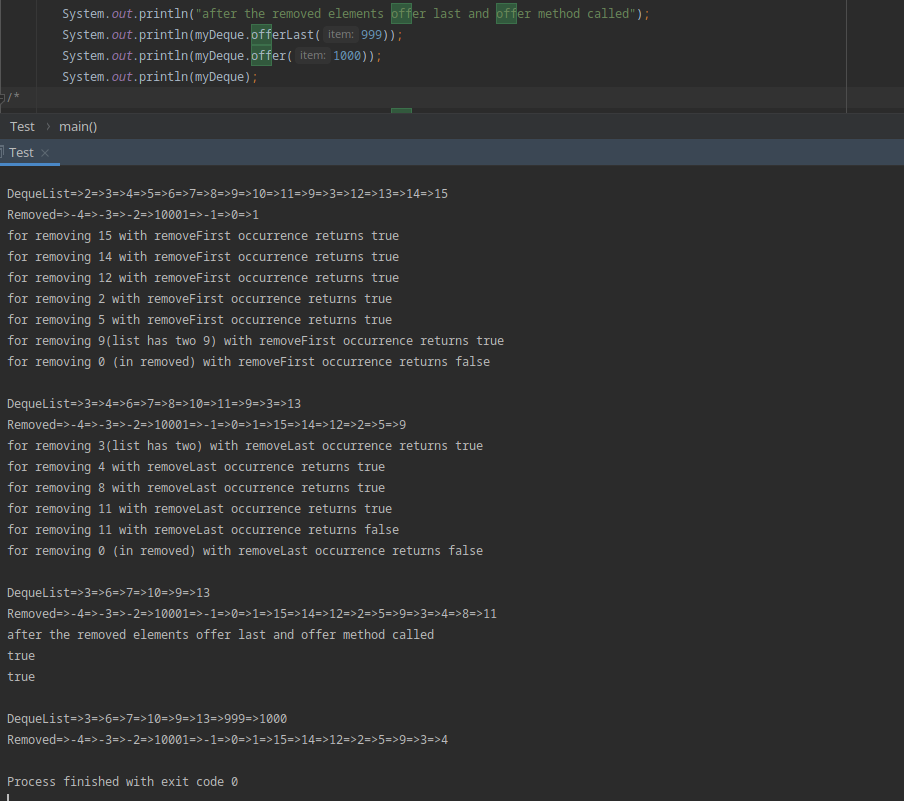 System.out.println("after the removed elements offer last and offer method called");
System.out.println(myDeque.offerLast( item: 999));
System.out.println(myDeque.offer( item: 1000));
System.out.println(myDeque);
/*
Test › main()
Test ×
DequeList=>2=>3=>4=>5=>6=>7=>8=>9=>10=>11=>9=>3=>12=>13=>14=>15
Removed=>-4=>-3=>-2=>10001=>-1=>0=>1
for removing 15 with removeFirst occurrence returns true
for removing 14 with removeFirst occurrence returns true
for removing 12 with removeFirst occurrence returns true
for removing 2 with removeFirst occurrence returns true
for removing 5 with removeFirst occurrence returns true
for removing 9(list has two 9) with removeFirst occurrence returns true
for removing 0 (in removed) with removeFirst occurrence returns false
DequeList=>3=>4=>6=>7=>8=>10=>11=>9=>3=>13
Removed=>-4=>-3=>-2=>10001=>-1=>0=>1=>15=>14=>12=>2=>5=>9
for removing 3(list has two) with removeLast occurrence returns true
for removing 4 with removeLast occurrence returns true
for removing 8 with removeLast occurrence returns true
for removing 11 with removeLast occurrence returns true
for removing 11 with removeLast occurrence returns false
for removing 0 (in removed) with removeLast occurrence returns false
DequeList=>3=>6=>7=>10=>9=>13
Removed=>-4=>-3=>-2=>10001=>-1=>0=>1=>15=>14=>12=>2=>5=>9=>3=>4=>8=>11
after the removed elements offer last and offer method called
true
true
DequeList=>3=>6=>7=>10=>9=>13=>999=>1000
Removed=>-4=>-3=>-2=>10001=>-1=>0=>1=>15=>14=>12=>2=>5=>9=>3=>4
Process finished with exit code 0